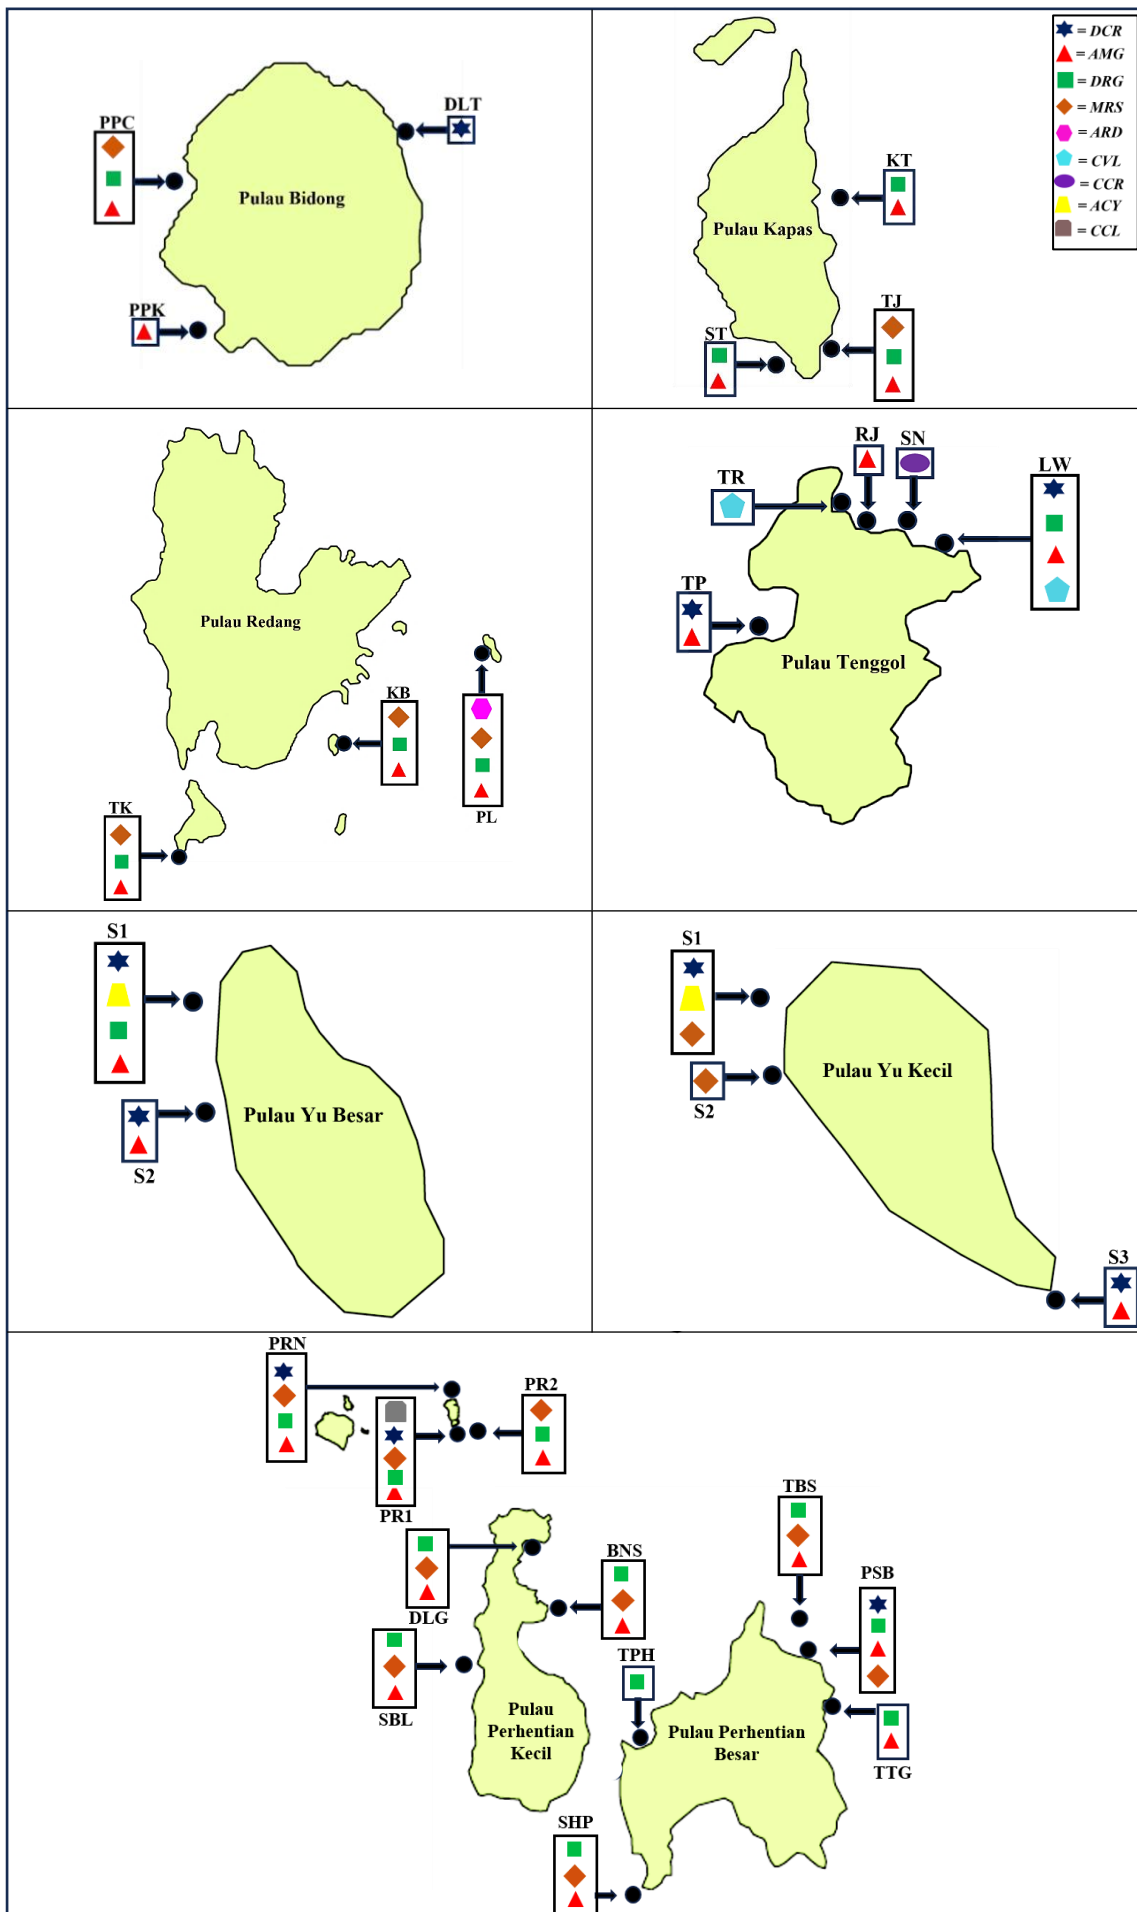 PPC
DLT
Pulau Bidong
PPK
= DCR
= AMG
= DRG
= MRS
= ARD
= CVL
= CCR
= ACY
= CCL
KT
Pulau Kapas
TJ
ST
Pulau Redang
KB
PL
TK
RJ
SN
LW
TR
TP
Pulau Tenggol
S1
Pulau Yu Besar
S2
S1
Pulau Yu Kecil
S2
S3
PRN
PR2
PR1
TBS
BNS
PSB
DLG
TPH
SBL
Pulau
Perhentian
Kecil
Pulau Perhentian
Besar
TTG
SHP